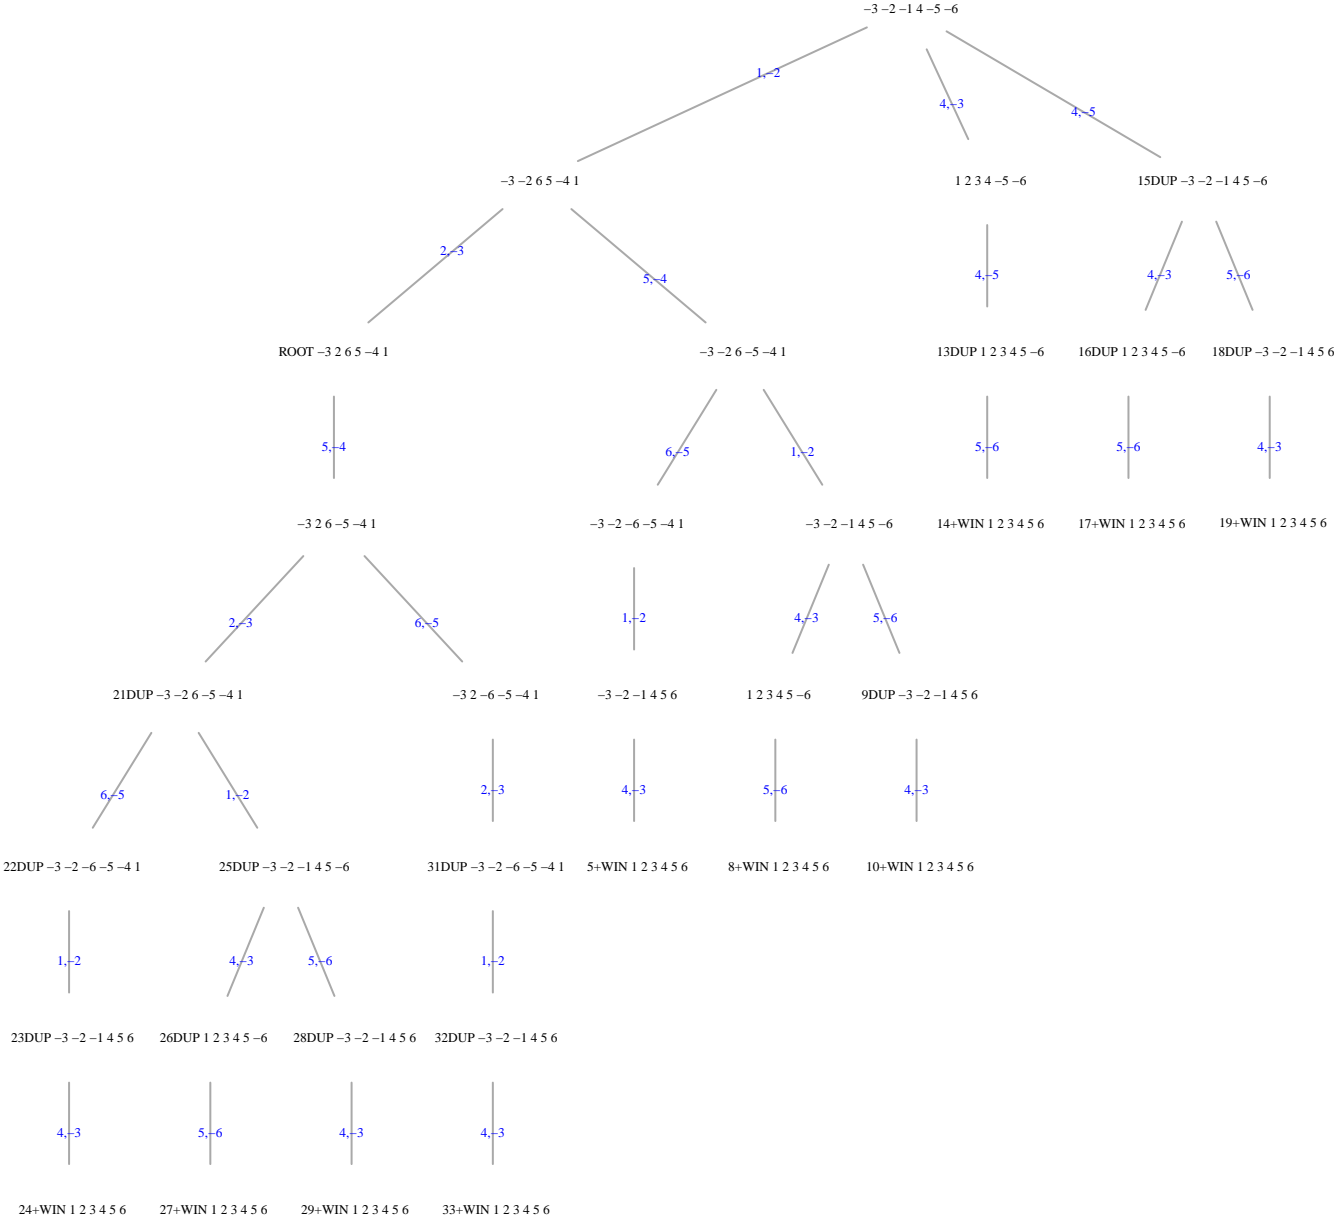 −3 −2 −1 4 −5 −6
1,−2
4,−3
4,−5
−3 −2 6 5 −4 1
1 2 3 4 −5 −6
15DUP −3 −2 −1 4 5 −6
2,−3
5,−4
4,−5
4,−3
5,−6
ROOT −3 2 6 5 −4 1
−3 −2 6 −5 −4 1
13DUP 1 2 3 4 5 −6
16DUP 1 2 3 4 5 −6
18DUP −3 −2 −1 4 5 6
5,−4
6,−5
1,−2
5,−6
5,−6
4,−3
−3 2 6 −5 −4 1
−3 −2 −6 −5 −4 1
−3 −2 −1 4 5 −6
14+WIN 1 2 3 4 5 6
17+WIN 1 2 3 4 5 6
19+WIN 1 2 3 4 5 6
2,−3
6,−5
1,−2
4,−3
5,−6
21DUP −3 −2 6 −5 −4 1
−3 2 −6 −5 −4 1
−3 −2 −1 4 5 6
1 2 3 4 5 −6
9DUP −3 −2 −1 4 5 6
6,−5
1,−2
2,−3
4,−3
5,−6
4,−3
22DUP −3 −2 −6 −5 −4 1
25DUP −3 −2 −1 4 5 −6
31DUP −3 −2 −6 −5 −4 1
5+WIN 1 2 3 4 5 6
8+WIN 1 2 3 4 5 6
10+WIN 1 2 3 4 5 6
1,−2
4,−3
5,−6
1,−2
23DUP −3 −2 −1 4 5 6
26DUP 1 2 3 4 5 −6
28DUP −3 −2 −1 4 5 6
32DUP −3 −2 −1 4 5 6
4,−3
5,−6
4,−3
4,−3
24+WIN 1 2 3 4 5 6
27+WIN 1 2 3 4 5 6
29+WIN 1 2 3 4 5 6
33+WIN 1 2 3 4 5 6